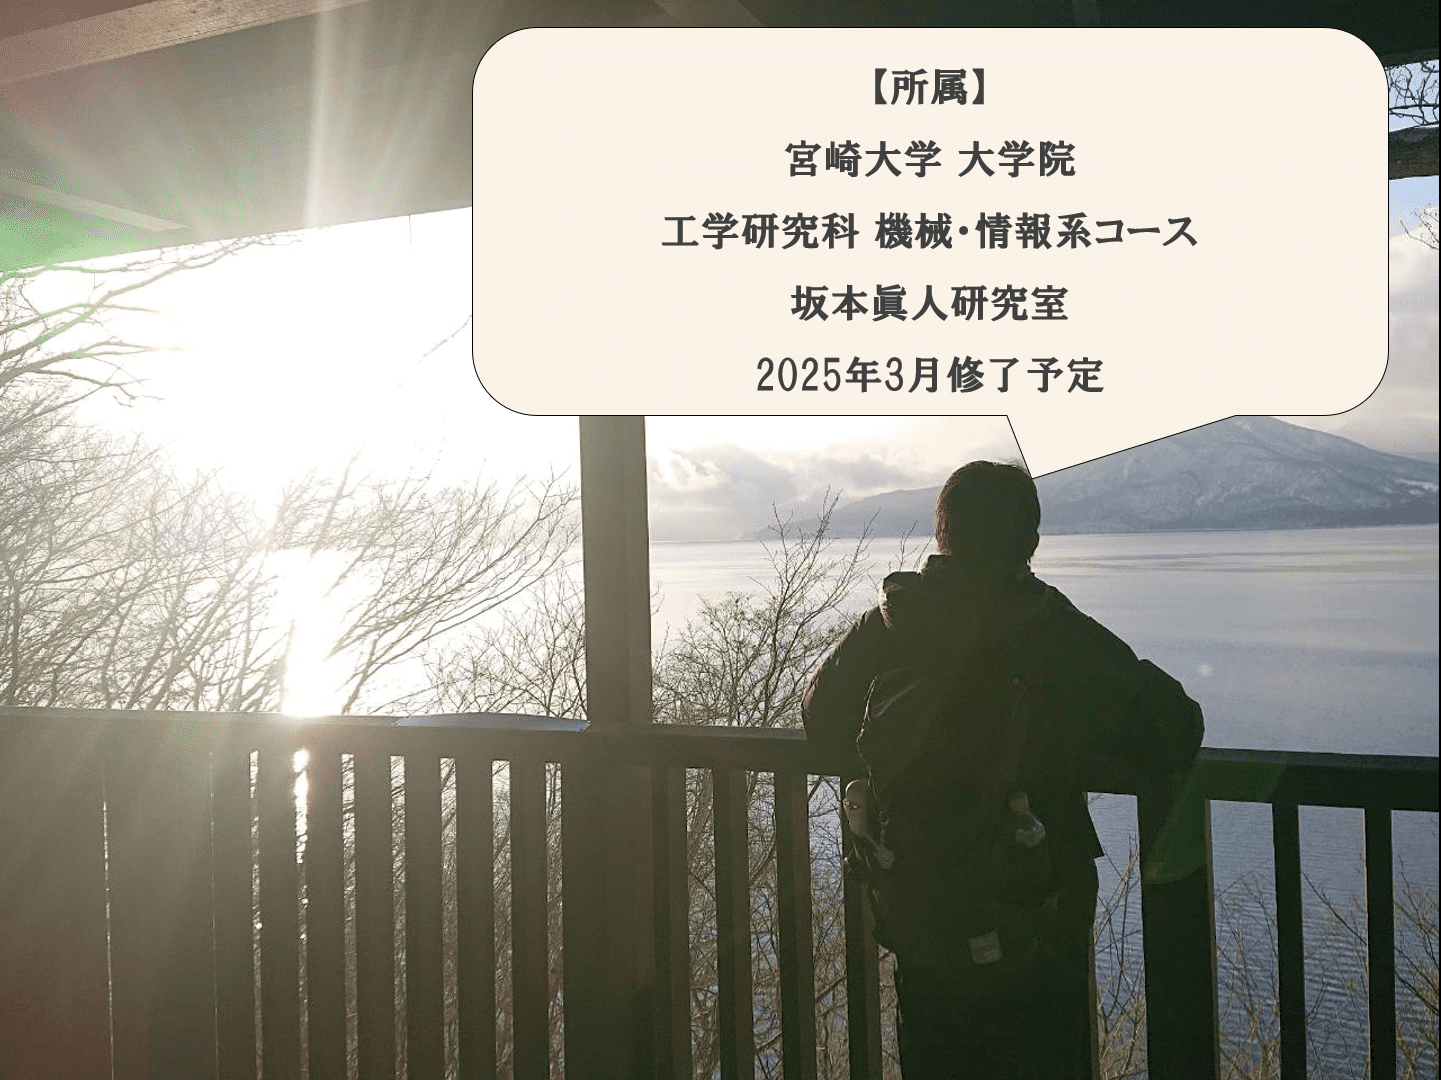 【所属】
宮崎大学 大学院
工学研究科 機械・情報系コース
坂本眞人研究室
2025年3月修了予定